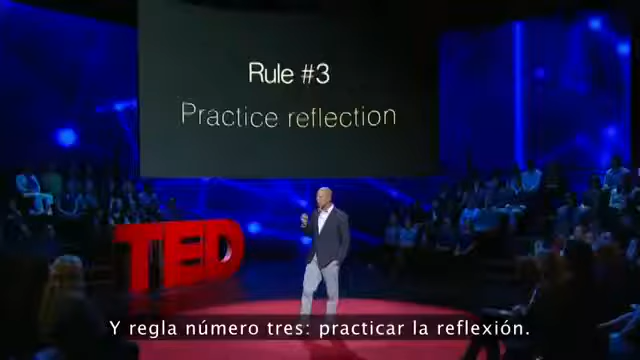 Rule #3
Practice reflection
TED
Y regla número tres: practicar la reflexión.